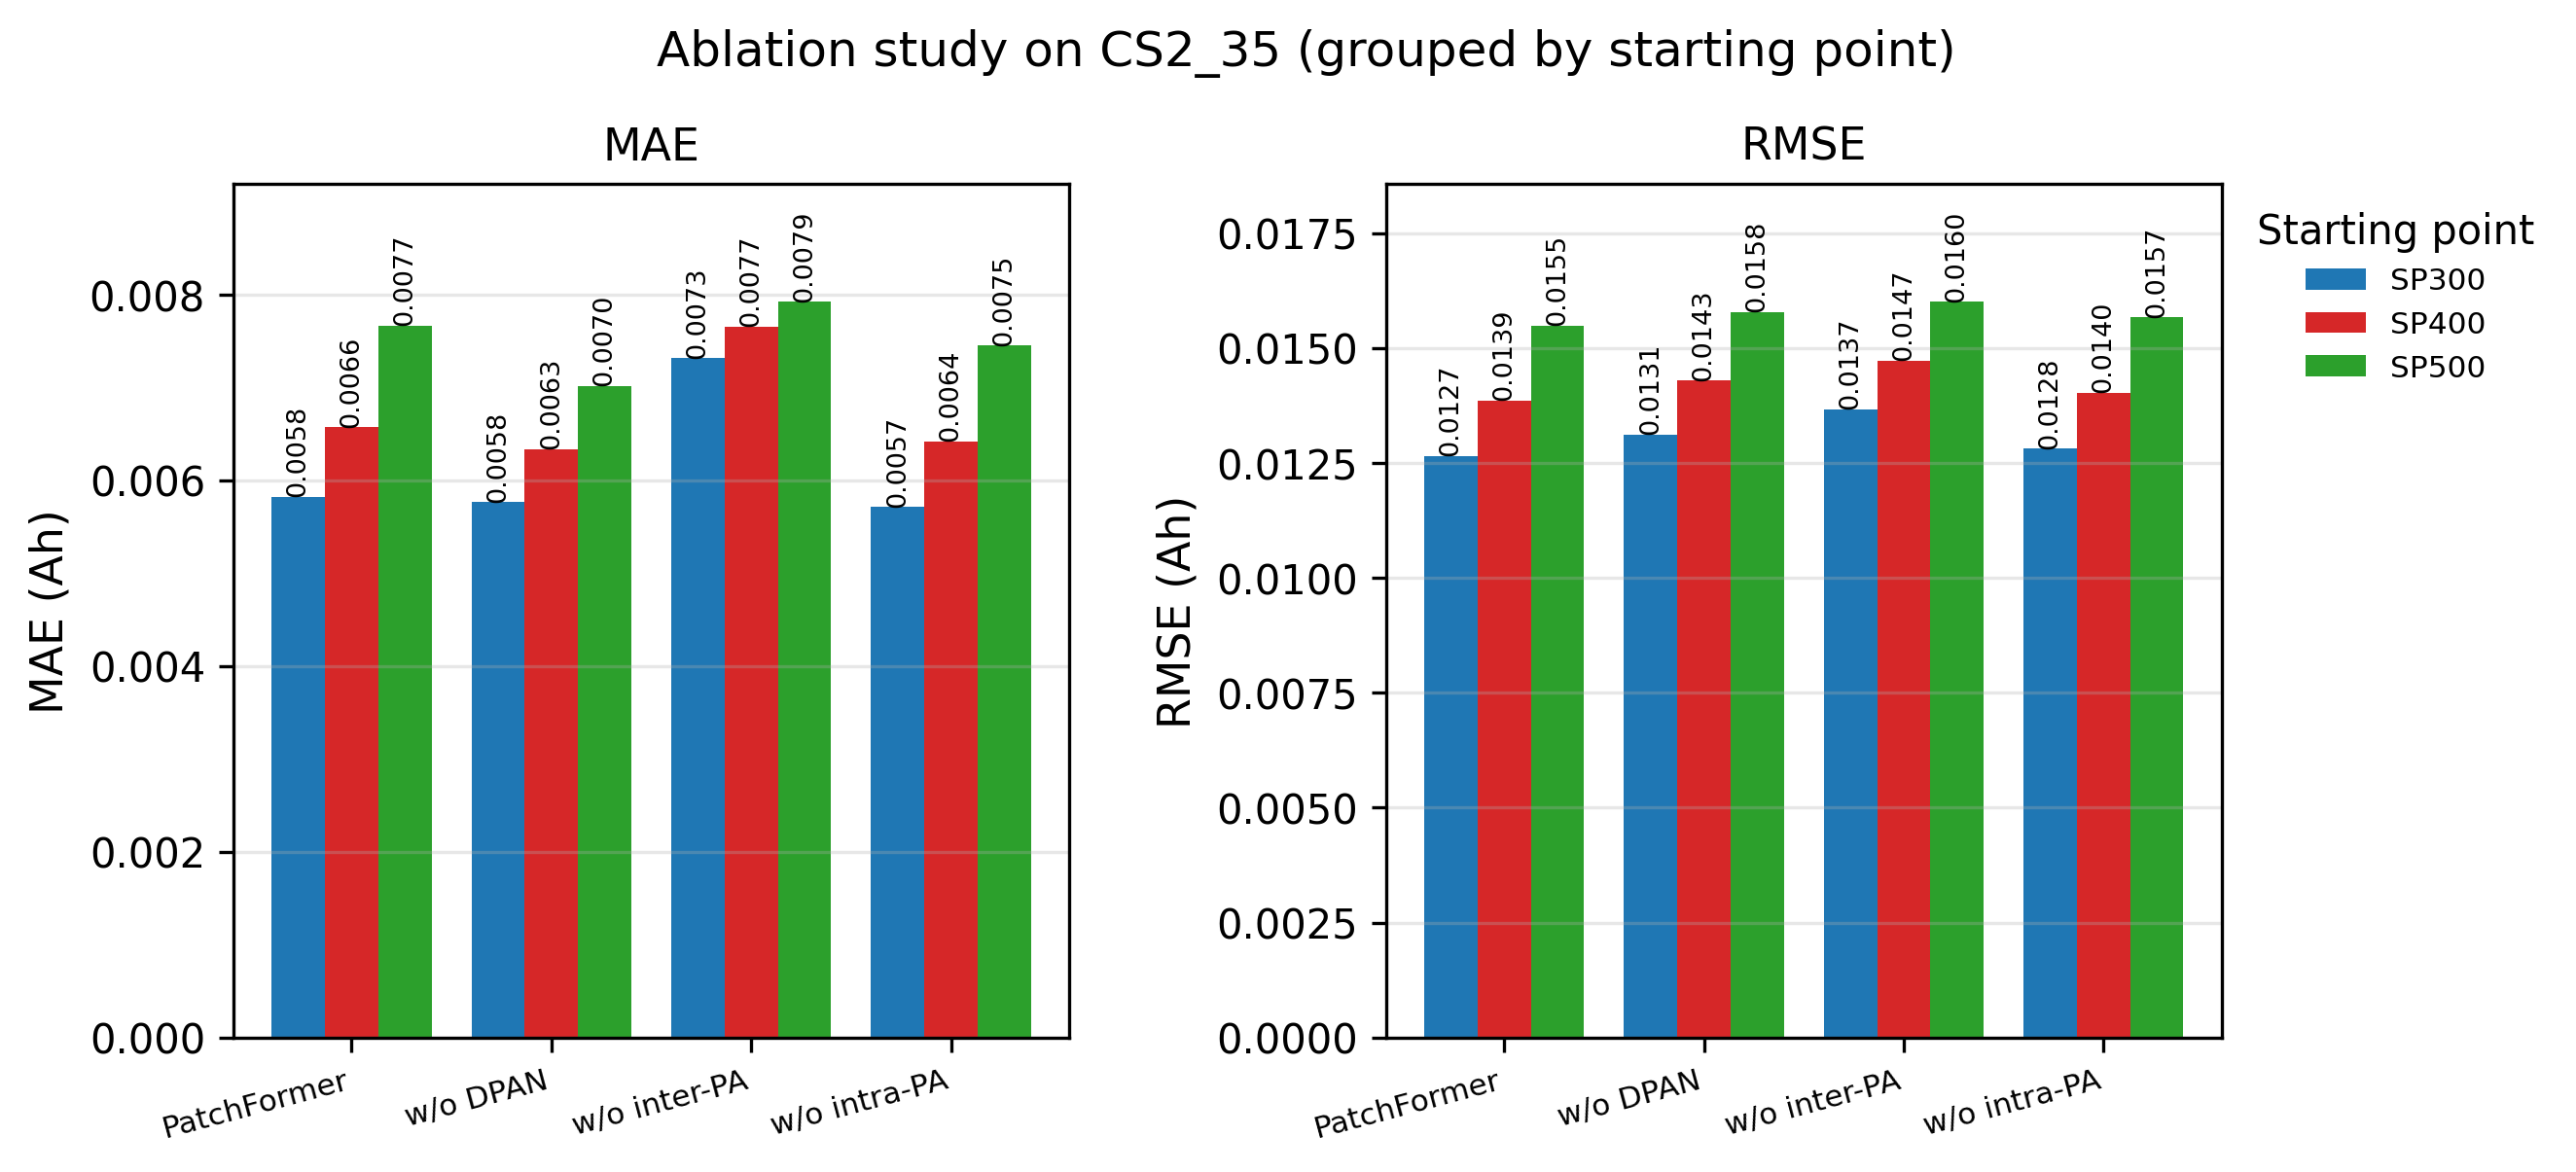 Ablation study on CS2_35 (grouped by starting point)
MAE
MAE (Ah)
0.008
0.006
0.004
0.002
0.000
0.0058
0.0066
0.0077
0.0058
0.0063
0.0070
0.0073
0.0077
0.0079
0.0057
0.0064
0.0075
PatchFormer
w/o DPAN
w/o inter-PA
w/o intra-PA
RMSE
RMSE (Ah)
0.0175
0.0150
0.0125
0.0100
0.0075
0.0050
0.0025
0.0000
0.0127
0.0139
0.0155
0.0131
0.0143
0.0158
0.0137
0.0147
0.0160
0.0128
0.0140
0.0157
PatchFormer
w/o DPAN
w/o inter-PA
w/o intra-PA
Starting point
SP300
SP400
SP500